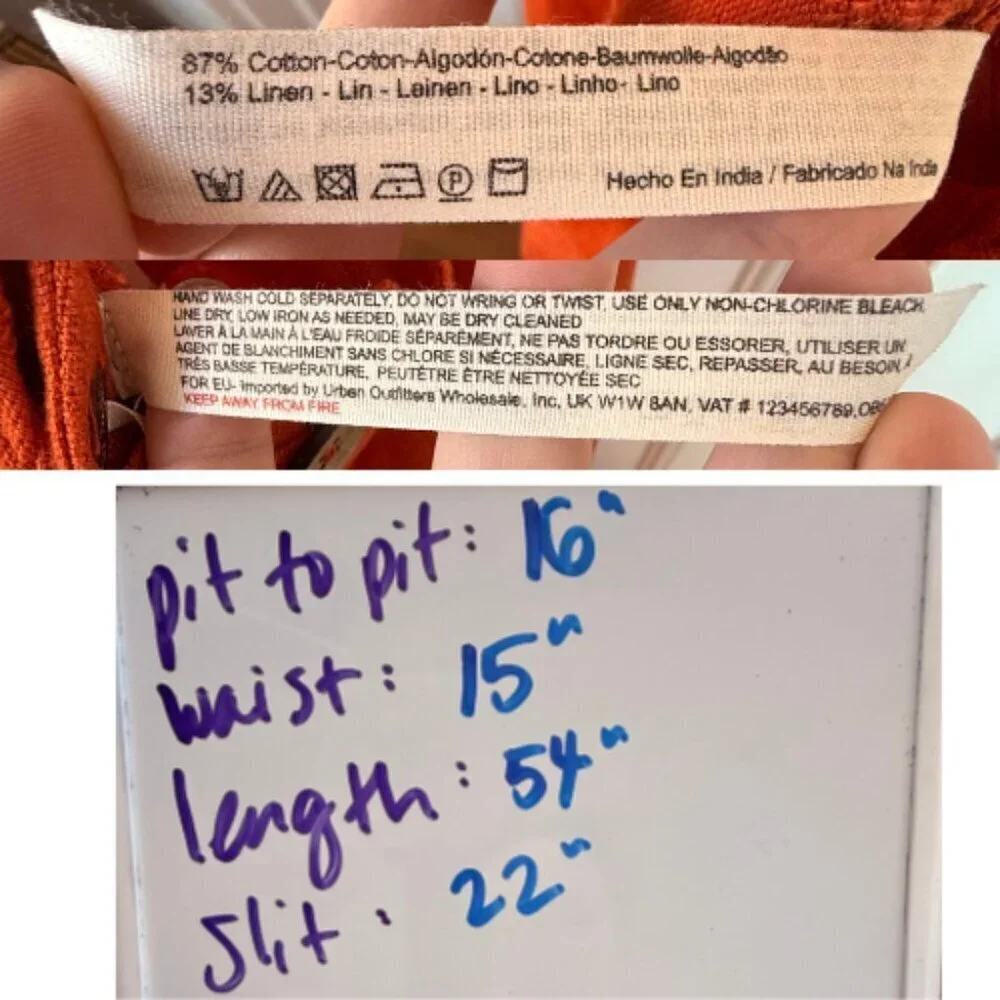 87% Cotton-Coton-Algodón-Cotone-Baumwolle-Algodão
13% Linen - Lin - Leinen - Lino - Linho- Lino
P
Hecho En India / Fabricado Na India
HAND WASH COLD SEPARATELY, DO NOT WRING OR TWIST, USE ONLY NON-CHLORINE BLEACH.
LINE DRY, LOW IRON AS NEEDED, MAY BE DRY CLEANED
LAVER À LA MAIN À L'EAU FROIDE SÉPARÉMENT, NE PAS TORDRE OU ESSORER, UTILISER UN
AGENT DE BLANCHIMENT SANS CHLORE SI NÉCESSAIRE, LIGNE SEC, REPASSER, AU BESOIN
TRÈS BASSE TEMPÉRATURE, PEUTÉTRE ÊTRE NETTOYÉE SEC
FOR EU- Imported by Urban Outfitters Wholesale, Inc, UK W1W 8AN, VAT # 123456789,
KEEP AWAY FROM FIRE
pit to pit: 16"
waist: 15"
length: 54"
slit: 22"